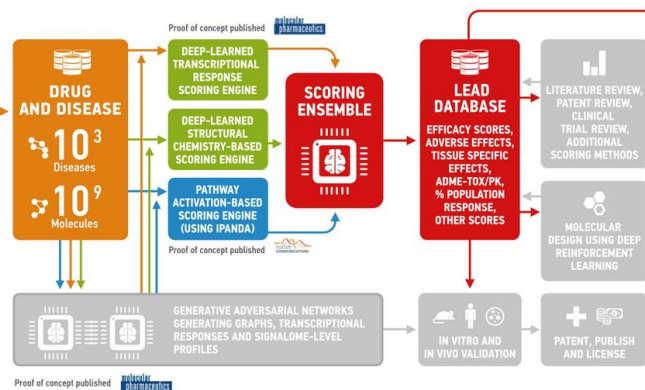 Proof of concept published
molecular
pharmaceutics
DRUG
AND DISEASE
10³
Diseases
10⁹
Molecules
DEEP-LEARNED
TRANSCRIPTIONAL
RESPONSE
SCORING ENGINE
DEEP-LEARNED
STRUCTURAL
CHEMISTRY-BASED
SCORING ENGINE
PATHWAY
ACTIVATION-BASED
SCORING ENGINE
(USING IPANDA)
Proof of concept published
COMMUNICATIONS
SCORING
ENSEMBLE
LEAD
DATABASE
EFFICACY SCORES,
ADVERSE EFFECTS,
TISSUE SPECIFIC
EFFECTS,
ADME-TOX/PK,
% POPULATION
RESPONSE,
OTHER SCORES
LITERATURE REVIEW,
PATENT REVIEW,
CLINICAL
TRIAL REVIEW,
ADDITIONAL
SCORING METHODS
MOLECULAR
DESIGN USING DEEP
REINFORCEMENT
LEARNING
GENERATIVE ADVERSARIAL NETWORKS
GENERATING GRAPHS, TRANSCRIPTIONAL
RESPONSES AND SIGNALOME-LEVEL
PROFILES
IN VITRO AND
IN VIVO VALIDATION
PATENT, PUBLISH
AND LICENSE
Proof of concept published
molecular
pharmaceutics